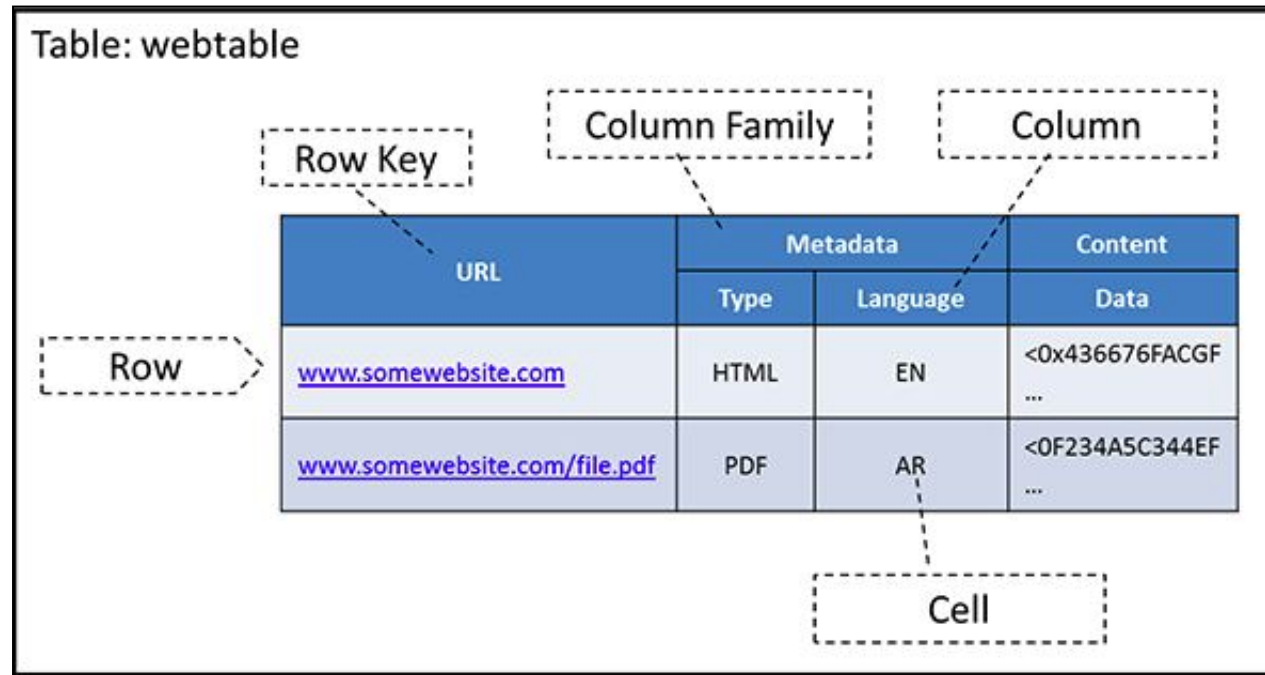 Table: webtable
Column Family
Column
Row Key
URL
Metadata
Content
Type
Language
Data
Row
www.somewebsite.com
HTML
EN
<0x436676FACGF
...
www.somewebsite.com/file.pdf
PDF
AR
<0F234A5C344EF
...
Cell